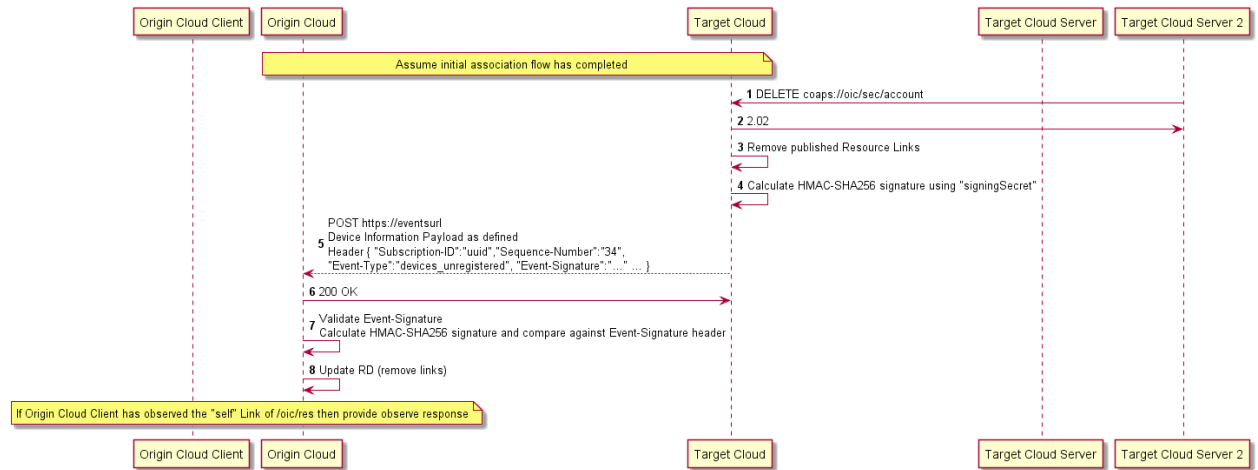 Origin Cloud Client
Origin Cloud
Target Cloud
Target Cloud Server
Target Cloud Server 2
Assume initial association flow has completed
1 DELETE coaps://oic/sec/account
2 2.02
3 Remove published Resource Links
4 Calculate HMAC-SHA256 signature using "signingSecret"
POST https://eventsurl
Device Information Payload as defined
5 Header { "Subscription-ID":"uuid","Sequence-Number":"34",
"Event-Type":"devices_unregistered", "Event-Signature":"..." ... }
6 200 OK
Validate Event-Signature
7 Calculate HMAC-SHA256 signature and compare against Event-Signature header
8 Update RD (remove links)
If Origin Cloud Client has observed the "self" Link of /oic/res then provide observe response
Origin Cloud Client
Origin Cloud
Target Cloud
Target Cloud Server
Target Cloud Server 2